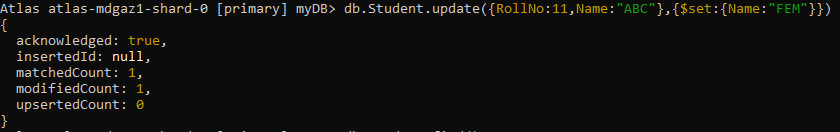 Atlas atlas-mdgaz1-shard-0 [primary] myDB> db.Student.update({RollNo:11,Name:"ABC"},{$set:{Name:"FEM"}})
{
  acknowledged: true,
  insertedId: null,
  matchedCount: 1,
  modifiedCount: 1,
  upsertedCount: 0
}